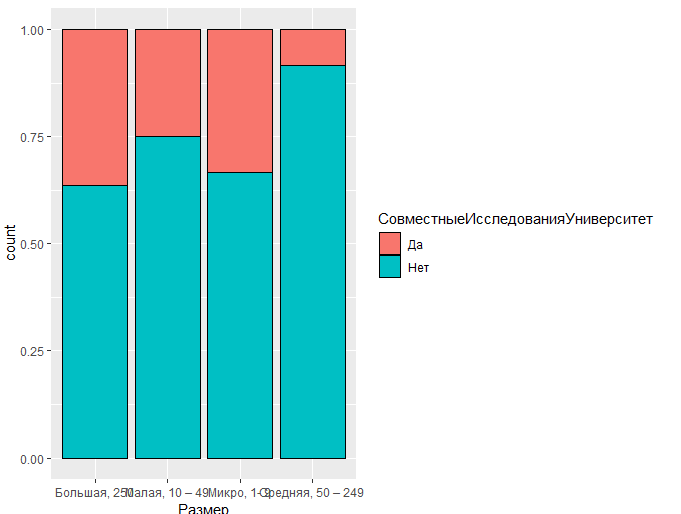 1.00
0.75
0.50
0.25
0.00
count
Большая, 250
Малая, 10 – 49
Микро, 1-9
Средняя, 50 – 249
Размер
СовместныеИсследованияУниверситет
Да
Нет